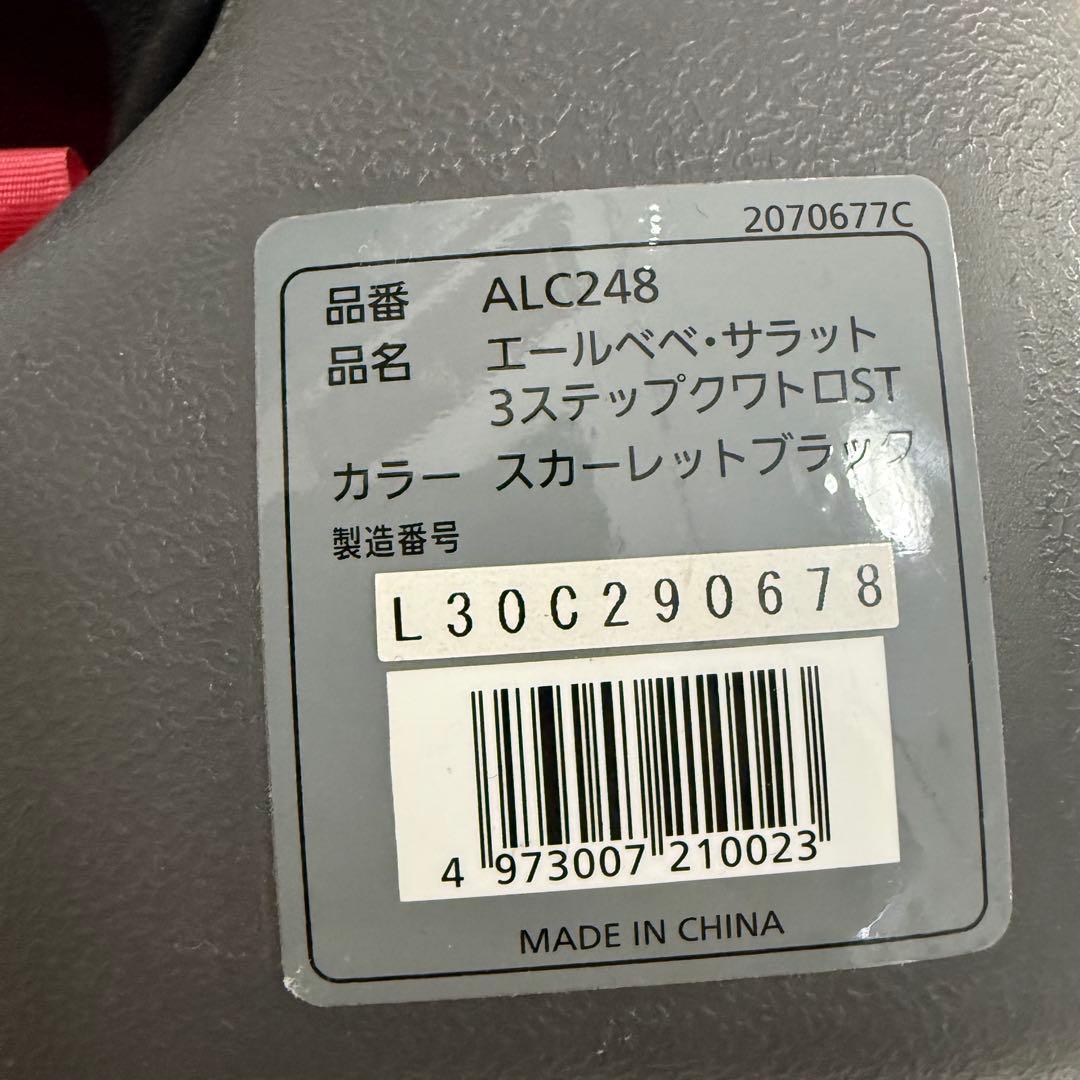 2070677C
品番 ALC248
品名 エールベベ・サラット
3ステップクワトロST
カラー スカーレットブラック
製造番号
L30C290678
4 973007 210023
MADE IN CHINA